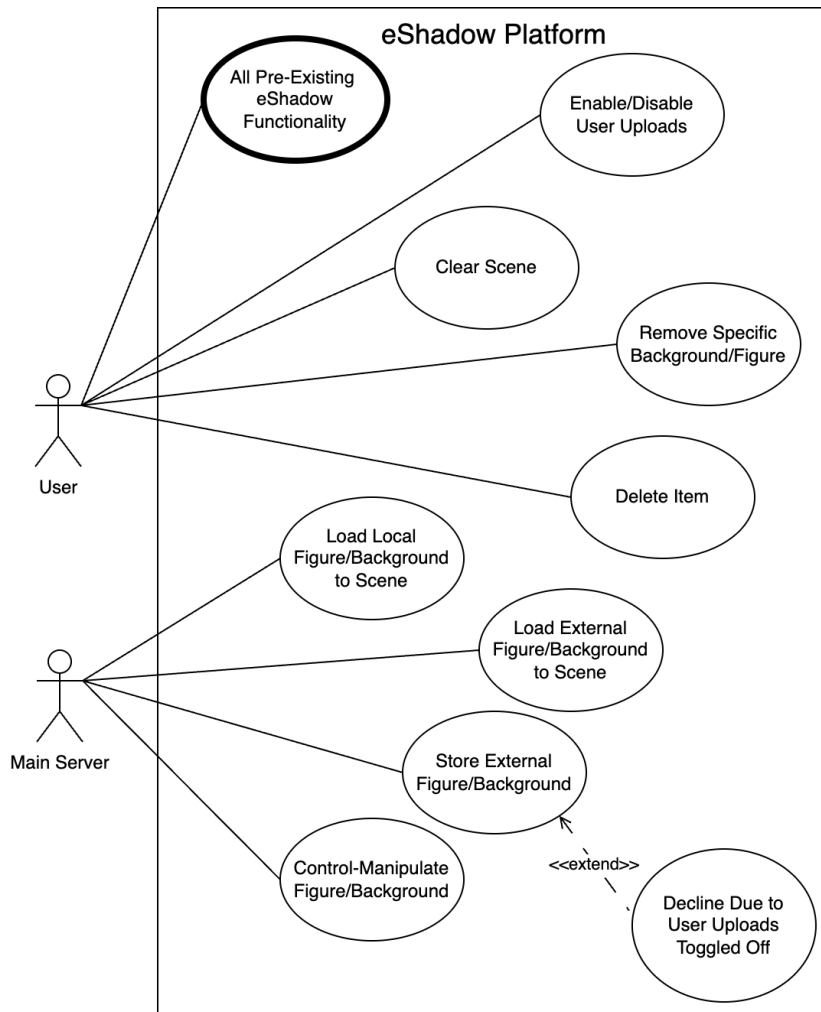 eShadow Platform
All Pre-Existing
eShadow
Functionality
Enable/Disable
User Uploads
Clear Scene
Remove Specific
Background/Figure
User
Delete Item
Load Local
Figure/Background
to Scene
Load External
Figure/Background
to Scene
Main Server
Store External
Figure/Background
<<extend>>
Control-Manipulate
Figure/Background
Decline Due to
User Uploads
Toggled Off